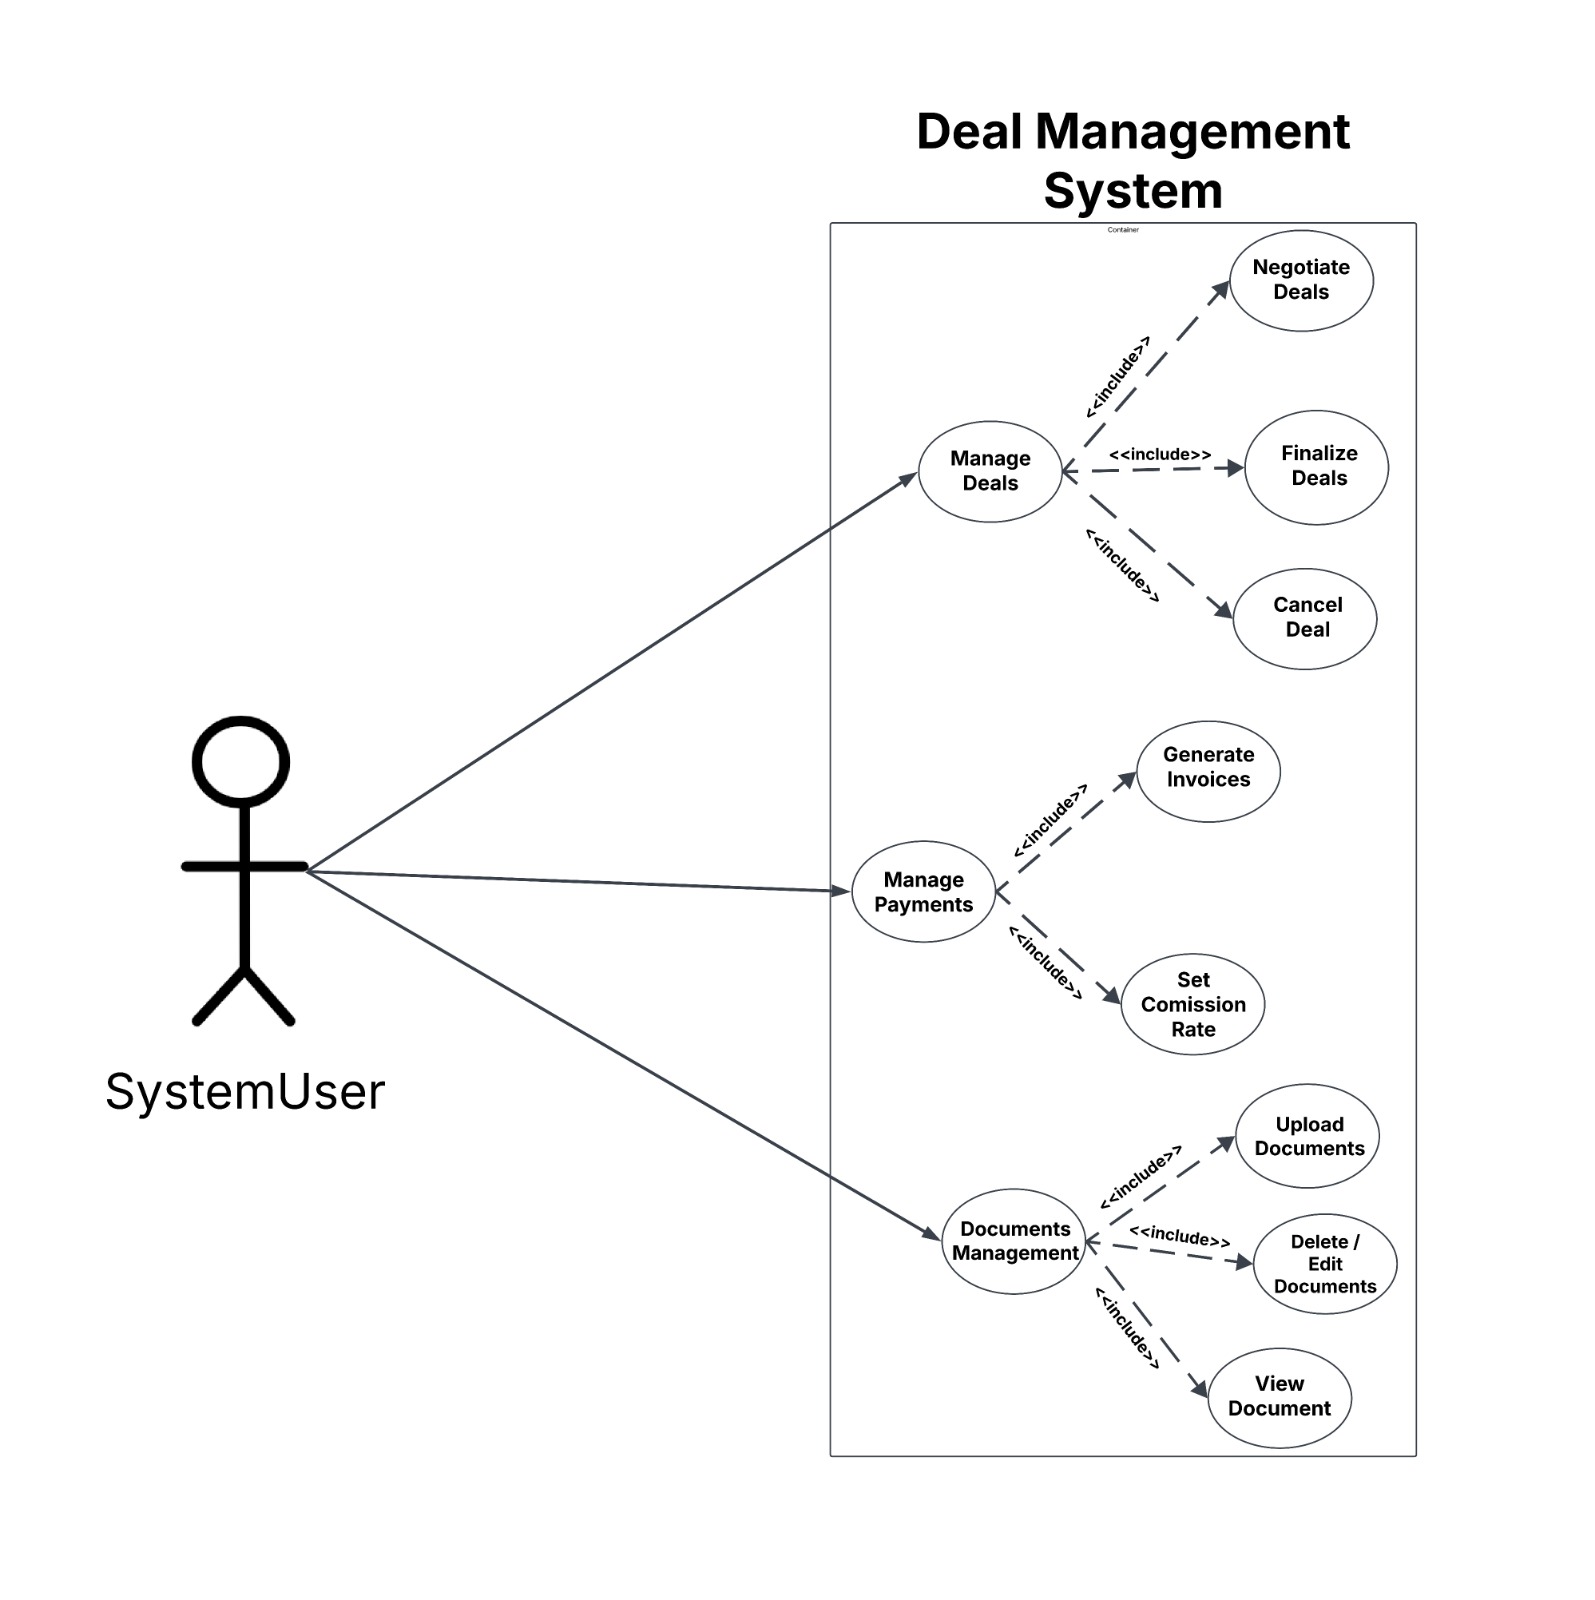 Deal Management
System
Container
Negotiate
Deals
<<include>>
Manage
Deals
<<include>>
Finalize
Deals
<<include>>
Cancel
Deal
Generate
Invoices
<<include>>
Manage
Payments
<<include>>
Set
Comission
Rate
SystemUser
Upload
Documents
<<include>>
Documents
Management
<<include>>
Delete /
Edit
Documents
<<include>>
View
Document